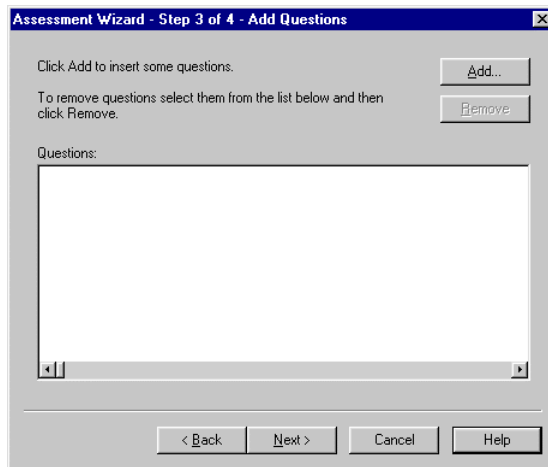 Assessment Wizard - Step 3 of 4 - Add Questions
Click Add to insert some questions.
Add...
To remove questions select them from the list below and then
click Remove.
Remove
Questions:
< Back
Next >
Cancel
Help